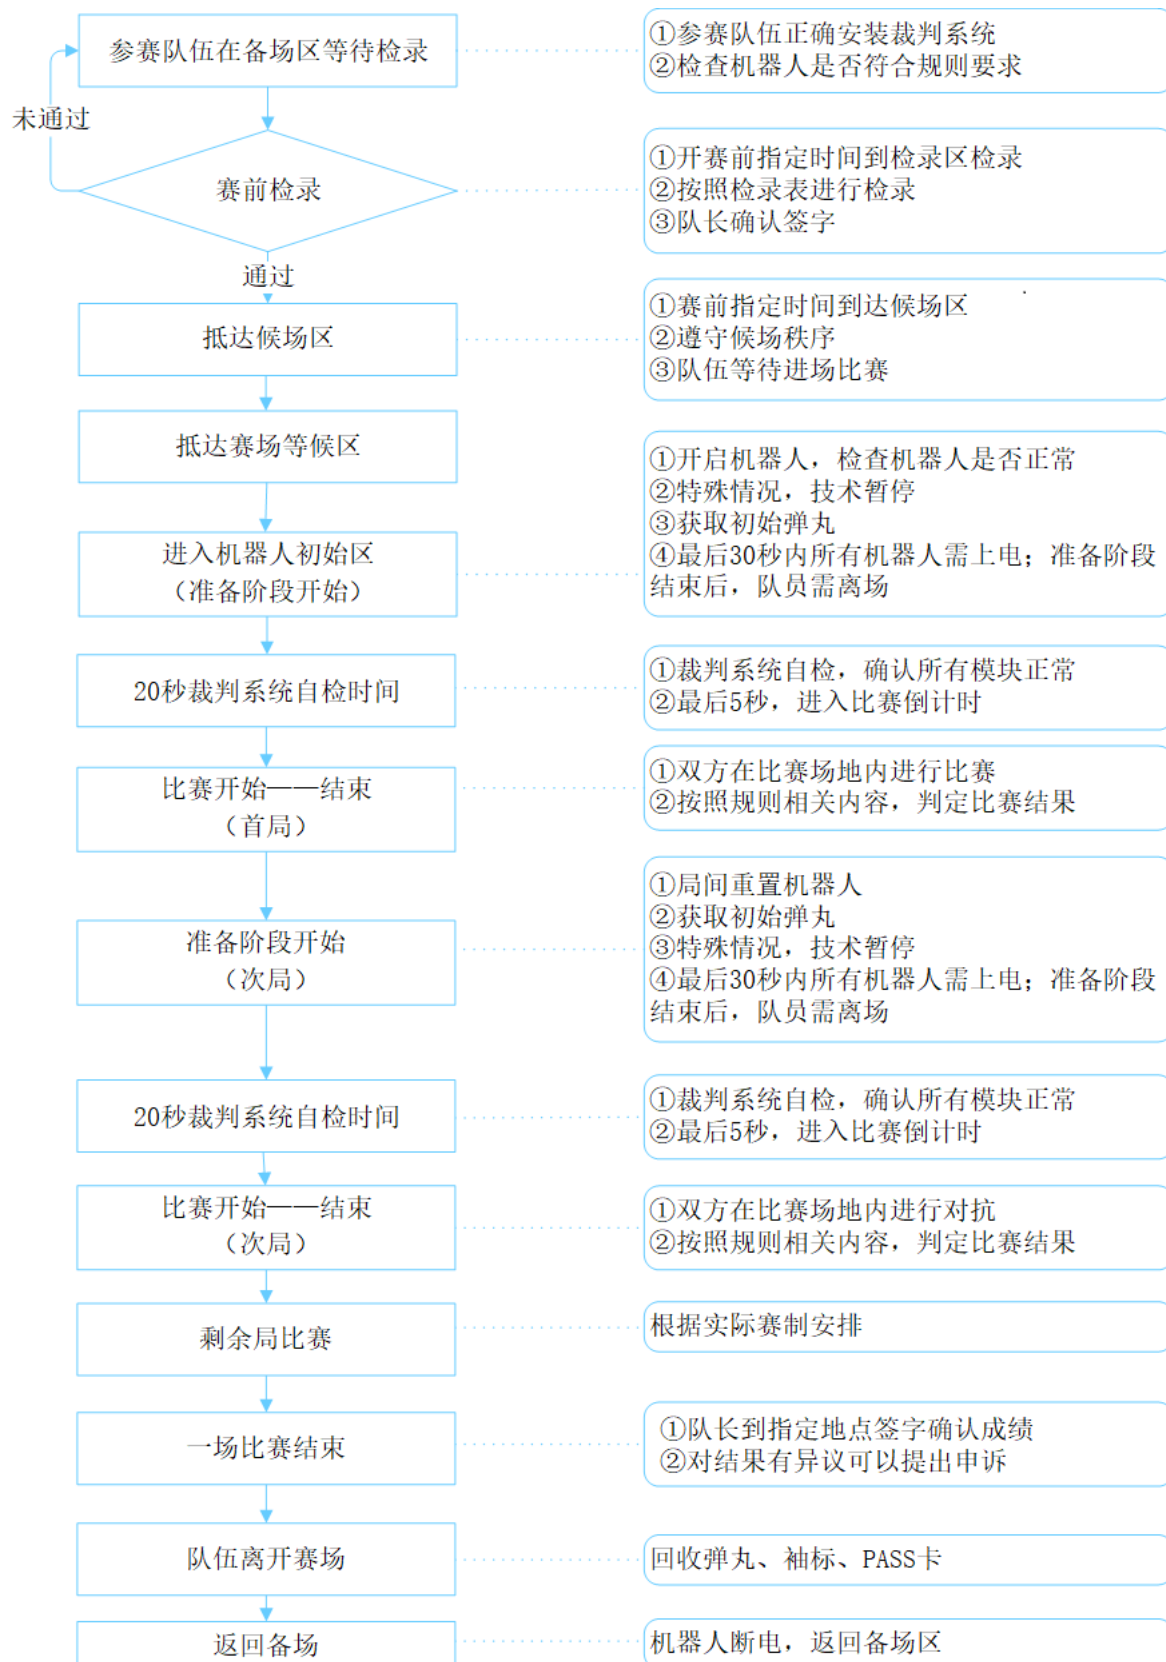 参赛队伍在备场区等待检录
①参赛队伍正确安装裁判系统
②检查机器人是否符合规则要求
未通过
赛前检录
①开赛前指定时间到检录区检录
②按照检录表进行检录
③队长确认签字
通过
抵达候场区
①赛前指定时间到达候场区
②遵守候场秩序
③队伍等待进场比赛
抵达赛场等候区
进入机器人初始区
（准备阶段开始）
①开启机器人，检查机器人是否正常
②特殊情况，技术暂停
③获取初始弹丸
④最后30秒内所有机器人需上电；准备阶段
结束后，队员需离场
20秒裁判系统自检时间
①裁判系统自检，确认所有模块正常
②最后5秒，进入比赛倒计时
比赛开始——结束
（首局）
①双方在比赛场地内进行比赛
②按照规则相关内容，判定比赛结果
准备阶段开始
（次局）
①局间重置机器人
②获取初始弹丸
③特殊情况，技术暂停
④最后30秒内所有机器人需上电；准备阶段
结束后，队员需离场
20秒裁判系统自检时间
①裁判系统自检，确认所有模块正常
②最后5秒，进入比赛倒计时
比赛开始——结束
（次局）
①双方在比赛场地内进行对抗
②按照规则相关内容，判定比赛结果
剩余局比赛
根据实际赛制安排
一场比赛结束
①队长到指定地点签字确认成绩
②对结果有异议可以提出申诉
队伍离开赛场
回收弹丸、袖标、PASS卡
返回备场
机器人断电，返回备场区